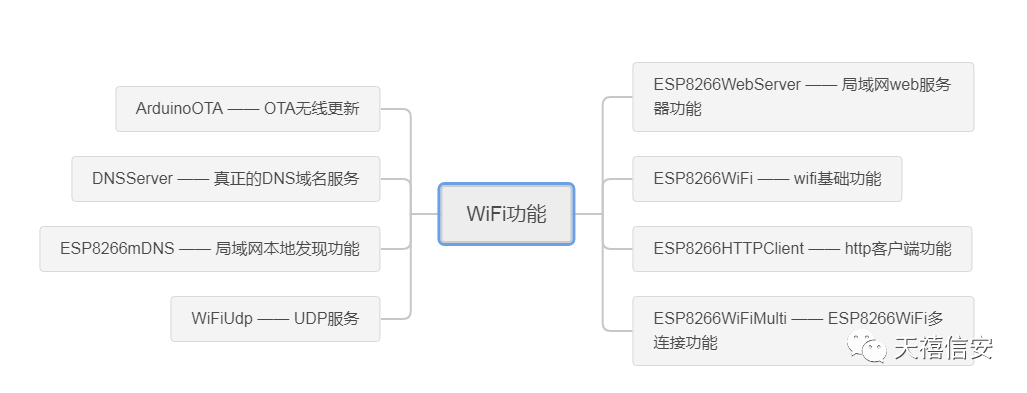 ArduinoOTA —— OTA无线更新
DNSServer —— 真正的DNS域名服务
ESP8266mDNS —— 局域网本地发现功能
WiFiUdp —— UDP服务
WiFi功能
ESP8266WebServer —— 局域网web服务
器功能
ESP8266WiFi —— wifi基础功能
ESP8266HTTPClient —— http客户端功能
ESP8266WiFiMulti —— ESP8266WiFi多
连接功能
天禧信安